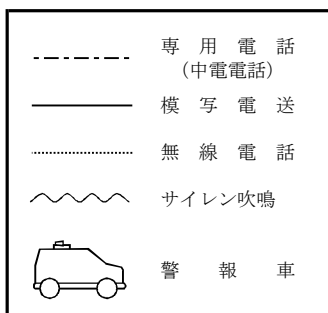 専用電話
（中電電話）
模写電送
無線電話
サイレン吹鳴
警報車